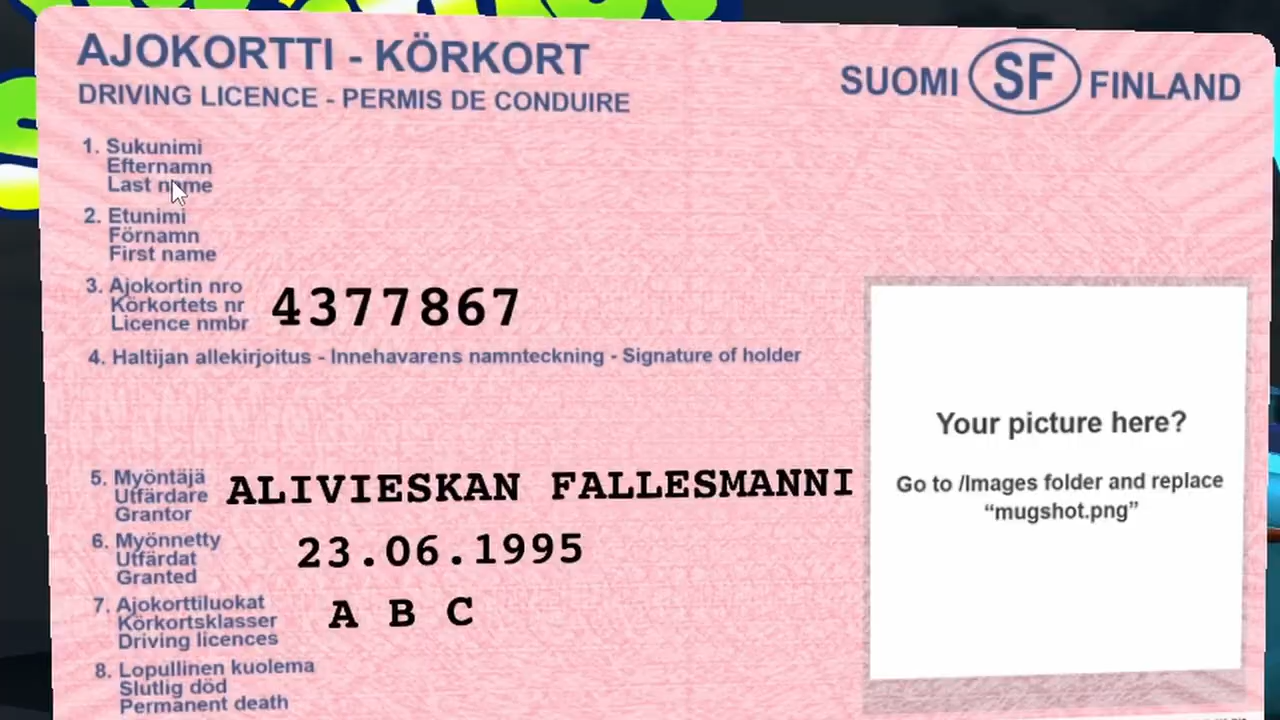 AJOKORTTI - KÖRKORT
DRIVING LICENCE - PERMIS DE CONDUIRE
SUOMI SF FINLAND
1. Sukunimi
Efternamn
Last name
2. Etunimi
Förnamn
First name
3. Ajokortin nro
Körkortets nr
Licence nmbr
4377867
4. Haltijan allekirjoitus - Innehavarens namnteckning - Signature of holder
5. Myöntäjä
Utfärdare
Grantor
ALIVIESKAN FALLESMANNI
6. Myönnetty
Utfärdat
Granted
23.06.1995
7. Ajokorttiluokat
Körkortsklasser
Driving licences
A B C
8. Lopullinen kuolema
Slutlig död
Permanent death
Your picture here?
Go to /Images folder and replace
“mugshot.png”